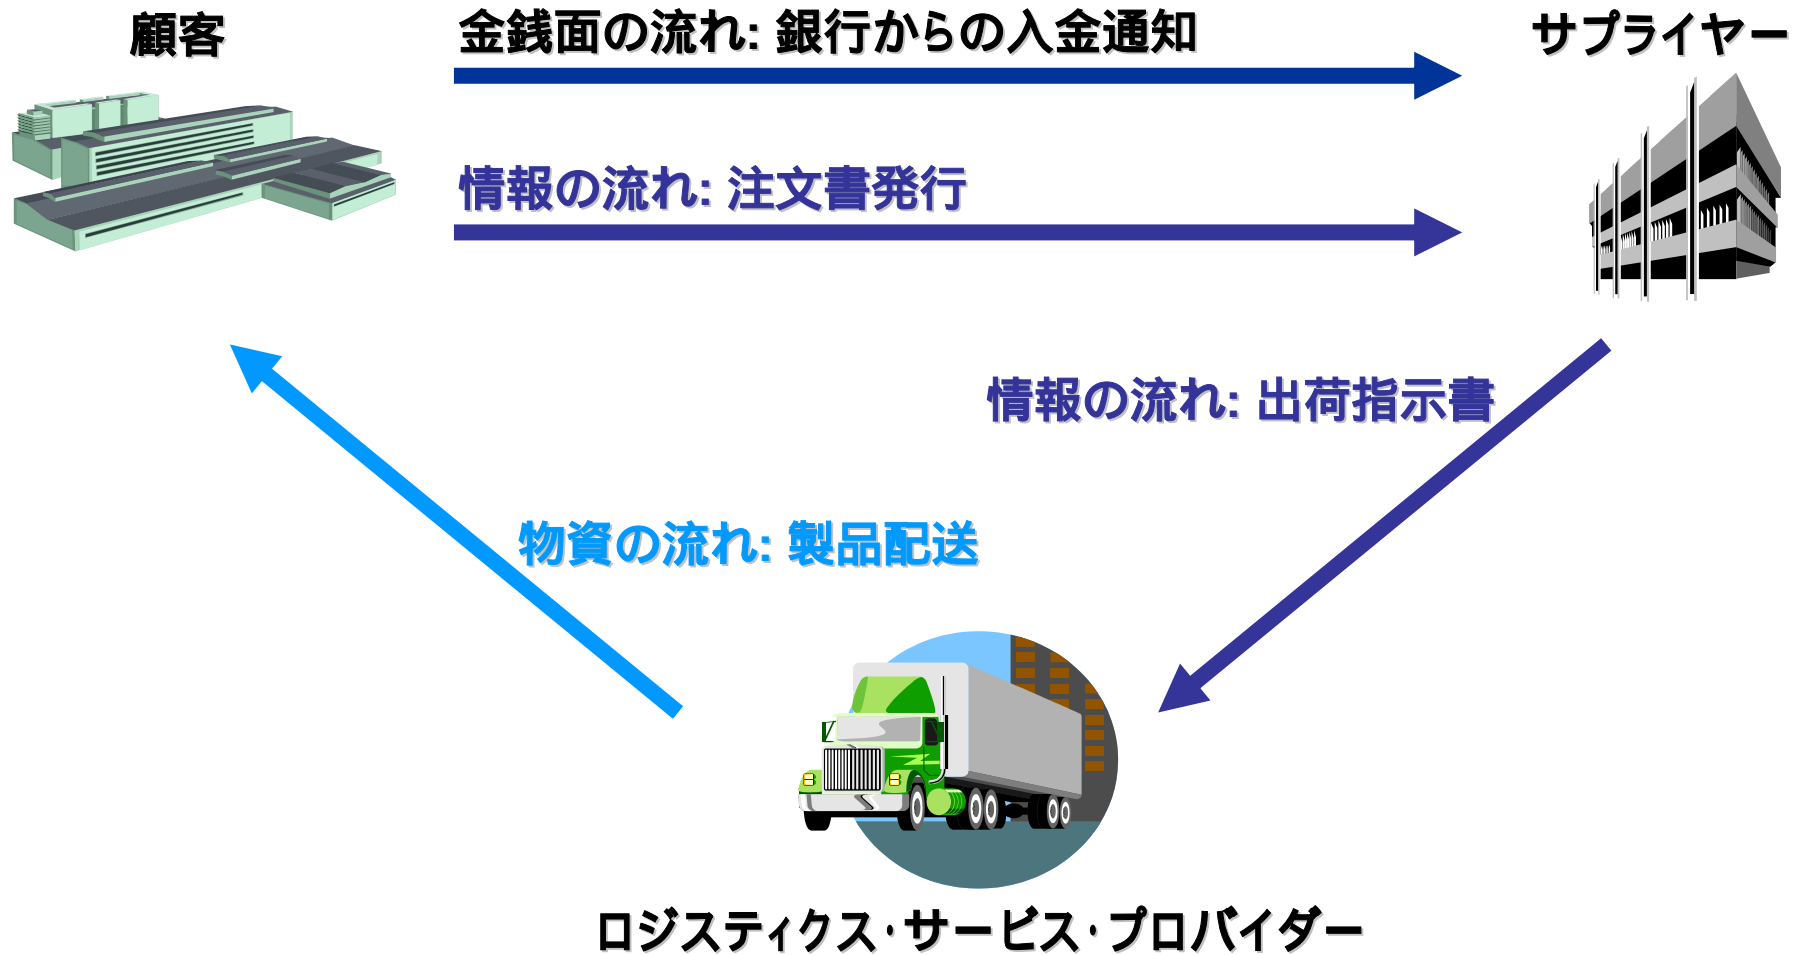 顧客
金銭面の流れ: 銀行からの入金通知
サプライヤー
情報の流れ: 注文書発行
情報の流れ: 出荷指示書
物資の流れ: 製品配送
ロジスティクス・サービス・プロバイダー